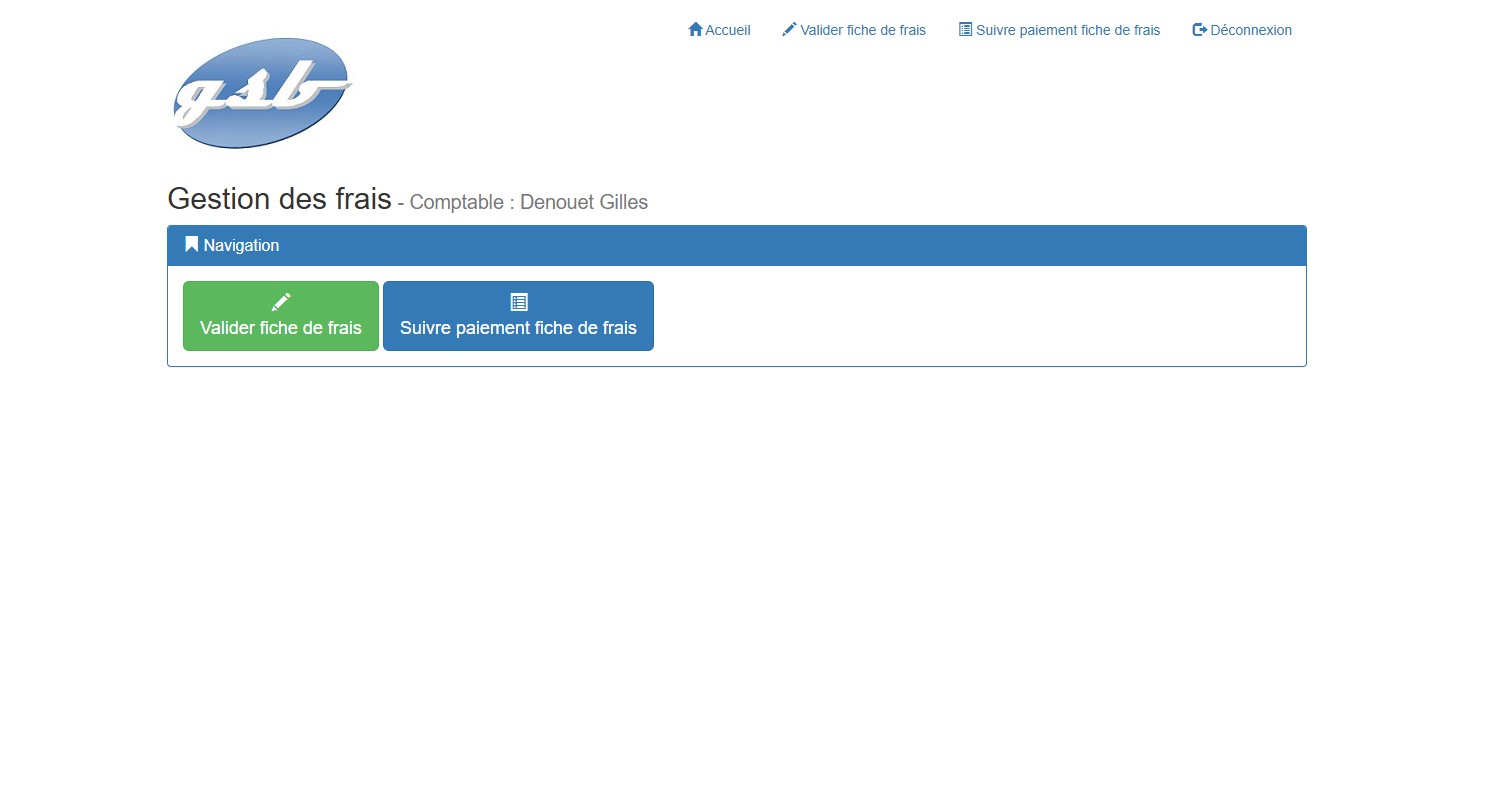 Accueil Valider fiche de frais Suivre paiement fiche de frais Déconnexion
gsb
Gestion des frais - Comptable : Denouet Gilles
Navigation
Valider fiche de frais Suivre paiement fiche de frais